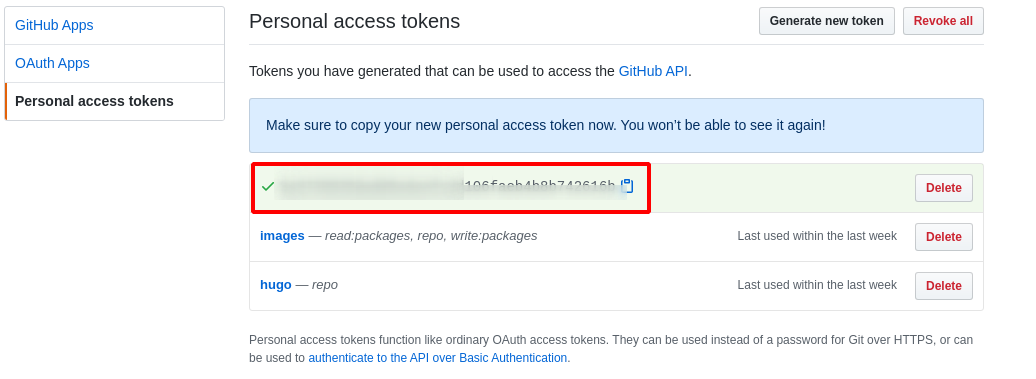 GitHub Apps
OAuth Apps
Personal access tokens
Personal access tokens
Generate new token
Revoke all
Tokens you have generated that can be used to access the GitHub API.
Make sure to copy your new personal access token now. You won’t be able to see it again!
Delete
images — read:packages, repo, write:packages
Last used within the last week
Delete
hugo — repo
Last used within the last week
Delete
Personal access tokens function like ordinary OAuth access tokens. They can be used instead of a password for Git over HTTPS, or can
be used to authenticate to the API over Basic Authentication.